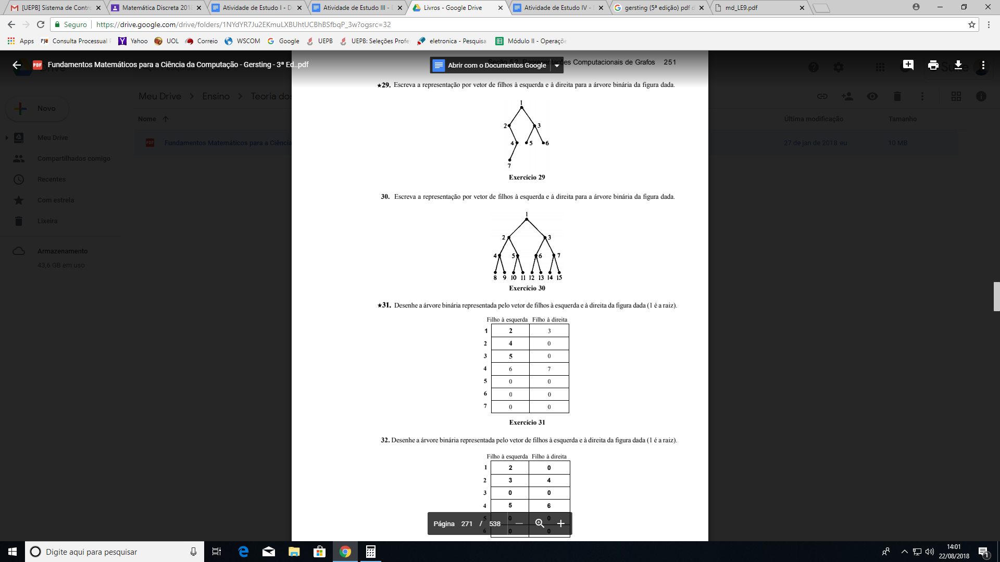 [UEPB] Sistema de Contro
Matemática Discreta 201
Atividade de Estudo I - D
Atividade de Estudo III -
Livros - Google Drive
Atividade de Estudo IV -
gersting (5ª edição) pdf d
md_LE9.pdf
Seguro
https://drive.google.com/drive/folders/1NYdYR7Ju2EKmuLXBUhtUCBhBSfbqP_3w?ogsrc=32
Apps
PJe Consulta Processual
Yahoo
UOL
Correio
WSCOM
Google
UEPB
UEPB: Seleções Profe
eletronica - Pesquisa
Módulo II - Operaçõe
PDF Fundamentos Matemáticos para a Ciência da Computação - Gersting - 3ª Ed..pdf
Abrir com o Documentos Google
Representações Computacionais de Grafos 251
Meu Drive > Ensino > Teoria dos
Novo
Nome
Última modificação
Tamanho
Meu Drive
Compartilhados comigo
Recentes
Com estrela
Lixeira
Armazenamento
43,6 GB em uso
PDF Fundamentos Matemáticos para a Ciência
27 de jan de 2018 eu
10 MB
★29. Escreva a representação por vetor de filhos à esquerda e à direita para a árvore binária da figura dada.
1
2 3
4 5 6
7
Exercício 29
30. Escreva a representação por vetor de filhos à esquerda e à direita para a árvore binária da figura dada.
1
2 3
4 5 6 7
8 9 10 11 12 13 14 15
Exercício 30
★31. Desenhe a árvore binária representada pelo vetor de filhos à esquerda e à direita da figura dada (1 é a raiz).
Filho à esquerda Filho à direita
1 2 3
2 4 0
3 5 0
4 6 7
5 0 0
6 0 0
7 0 0
Exercício 31
32. Desenhe a árvore binária representada pelo vetor de filhos à esquerda e à direita da figura dada (1 é a raiz).
Filho à esquerda Filho à direita
1 2 0
2 3 4
3 0 0
4 5 6
5 0 0
6 0 0
Página 271 / 538
Digite aqui para pesquisar
14:01
22/08/2018
1